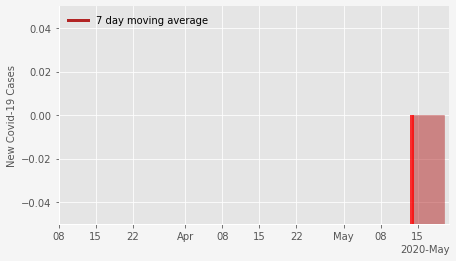 7 day moving average
0.04
0.02
0.00
−0.02
−0.04
New Covid-19 Cases
08 15 22 Apr 08 15 22 May 08 15
2020-May